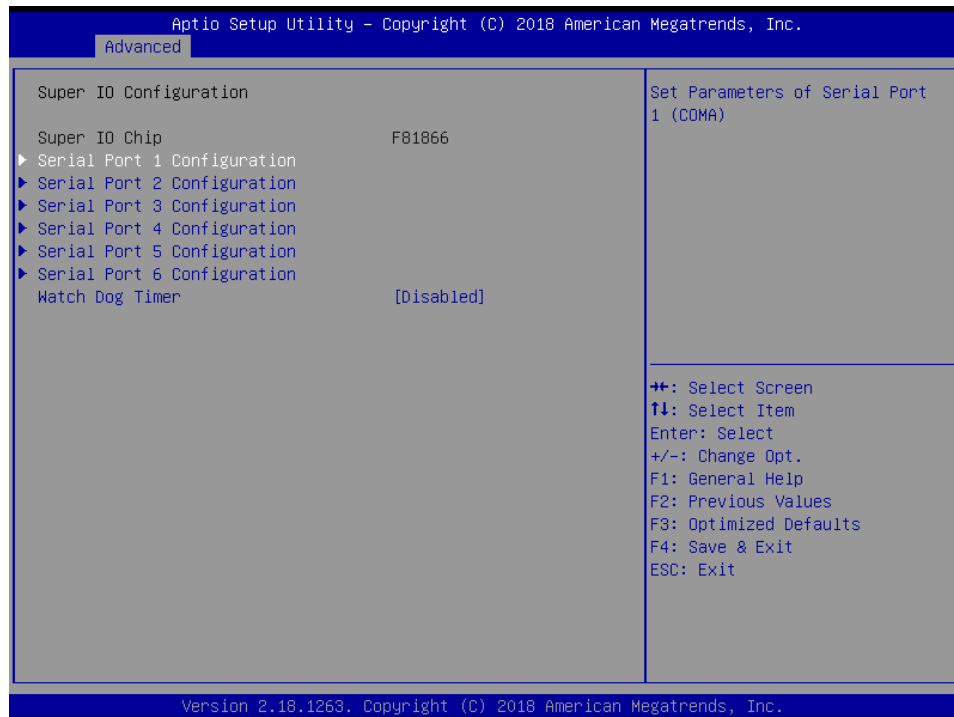 Aptio Setup Utility – Copyright (C) 2018 American Megatrends, Inc.
Advanced
Super IO Configuration
Super IO Chip F81866
Serial Port 1 Configuration
Serial Port 2 Configuration
Serial Port 3 Configuration
Serial Port 4 Configuration
Serial Port 5 Configuration
Serial Port 6 Configuration
Watch Dog Timer [Disabled]
Set Parameters of Serial Port
1 (COMA)
→←: Select Screen
↑↓: Select Item
Enter: Select
+/-: Change Opt.
F1: General Help
F2: Previous Values
F3: Optimized Defaults
F4: Save & Exit
ESC: Exit
Version 2.18.1263. Copyright (C) 2018 American Megatrends, Inc.